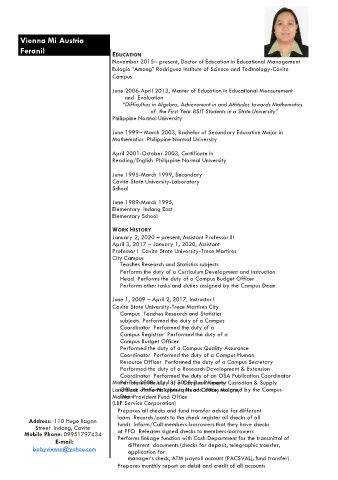 Vienna Mi Austria
Feranil
EDUCATION
November 2015– present, Doctor of Education in Educational Management
Eulogio "Amang" Rodriguez Institute of Science and Technology-Cavite
Campus
June 2006-April 2013, Master of Education in Educational Measurement
and Evaluation
"Difficulties in Algebra, Achievement in and Attitudes towards Mathematics
of the First Year BSIT Students in a State University"
Philippine Normal University
June 1999– March 2003, Bachelor of Secondary Education Major in
Mathematics Philippine Normal University
April 2001-October 2003, Certificate in
Reading/English Philippine Normal University
June 1995-March 1999, Secondary
Cavite State University-Laboratory
School
June 1989-March 1995,
Elementary Indang East
Elementary School
WORK HISTORY
January 2, 2020 – present, Assistant Professor III
April 3, 2017 – January 1, 2020, Assistant
Professor I Cavite State University-Trece Martires
City Campus
Teaches Research and Statistics subjects
Perform the duty of a Curriculum Development and Instruction
Head Perform the duty of a Campus Budget Officer
Perform other tasks and duties assigned by the Campus Dean
June 1, 2009 – April 2, 2017, Instructor I
Cavite State University-Trece Martires City
Campus Teaches Research and Statistics
subjects Performed the duty of a Campus
Coordinator Performed the duty of a
Campus Registrar Performed the duty of a
Campus Budget Officer
Performed the duty of a Campus Quality Assurance
Coordinator Performed the duty of a Campus Human
Resource Officer Performed the duty of a Campus Secretary
Performed the duty of a Research-Development & Extension
Coordinator Performed the duty of an OSA Publication Coordinator
Custodian & Supply
by the Campus
Provident Fund Office
(LBP Service Corporation)
Prepares all checks and fund transfer advice for different
loans Records/posts to the check register all checks of all
funds Inform/Call members-borrowers that they have checks
at PFO Releases signed checks to members-borrowers
Performs linkage function with Cash Department for the transmittal of
different documents (checks for deposit, telegraphic transfer,
application for
manager's check, ATM payroll account (PACSVAL), fund transfer)
Prepares monthly report on debit and credit of all accounts
Address: 110 Hego Bagon
Street Indang, Cavite
Mobile Phone: 09951797434
E-mail:
babyvienna@yahoo.com